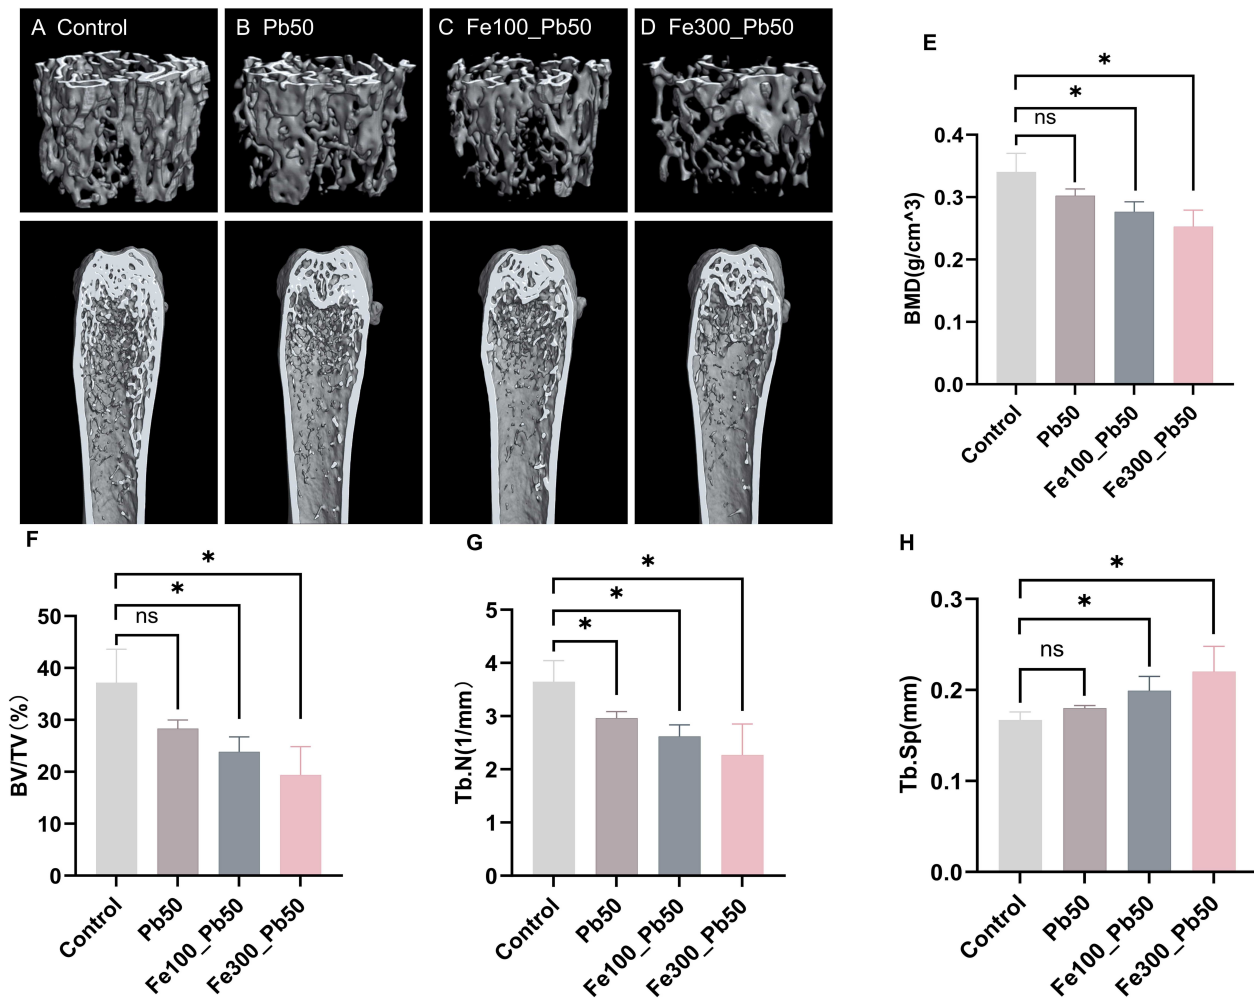 A Control
B Pb50
C Fe100_Pb50
D Fe300_Pb50
E
*
*
ns
0.4
0.3
0.2
0.1
0.0
BMD(g/cm^3)
Control
Pb50
Fe100_Pb50
Fe300_Pb50
F
*
*
ns
50
40
30
20
10
0
BV/TV(%)
Control
Pb50
Fe100_Pb50
Fe300_Pb50
G
*
*
*
5
4
3
2
1
0
Tb.N(1/mm)
Control
Pb50
Fe100_Pb50
Fe300_Pb50
H
*
*
ns
0.3
0.2
0.1
0.0
Tb.Sp(mm)
Control
Pb50
Fe100_Pb50
Fe300_Pb50